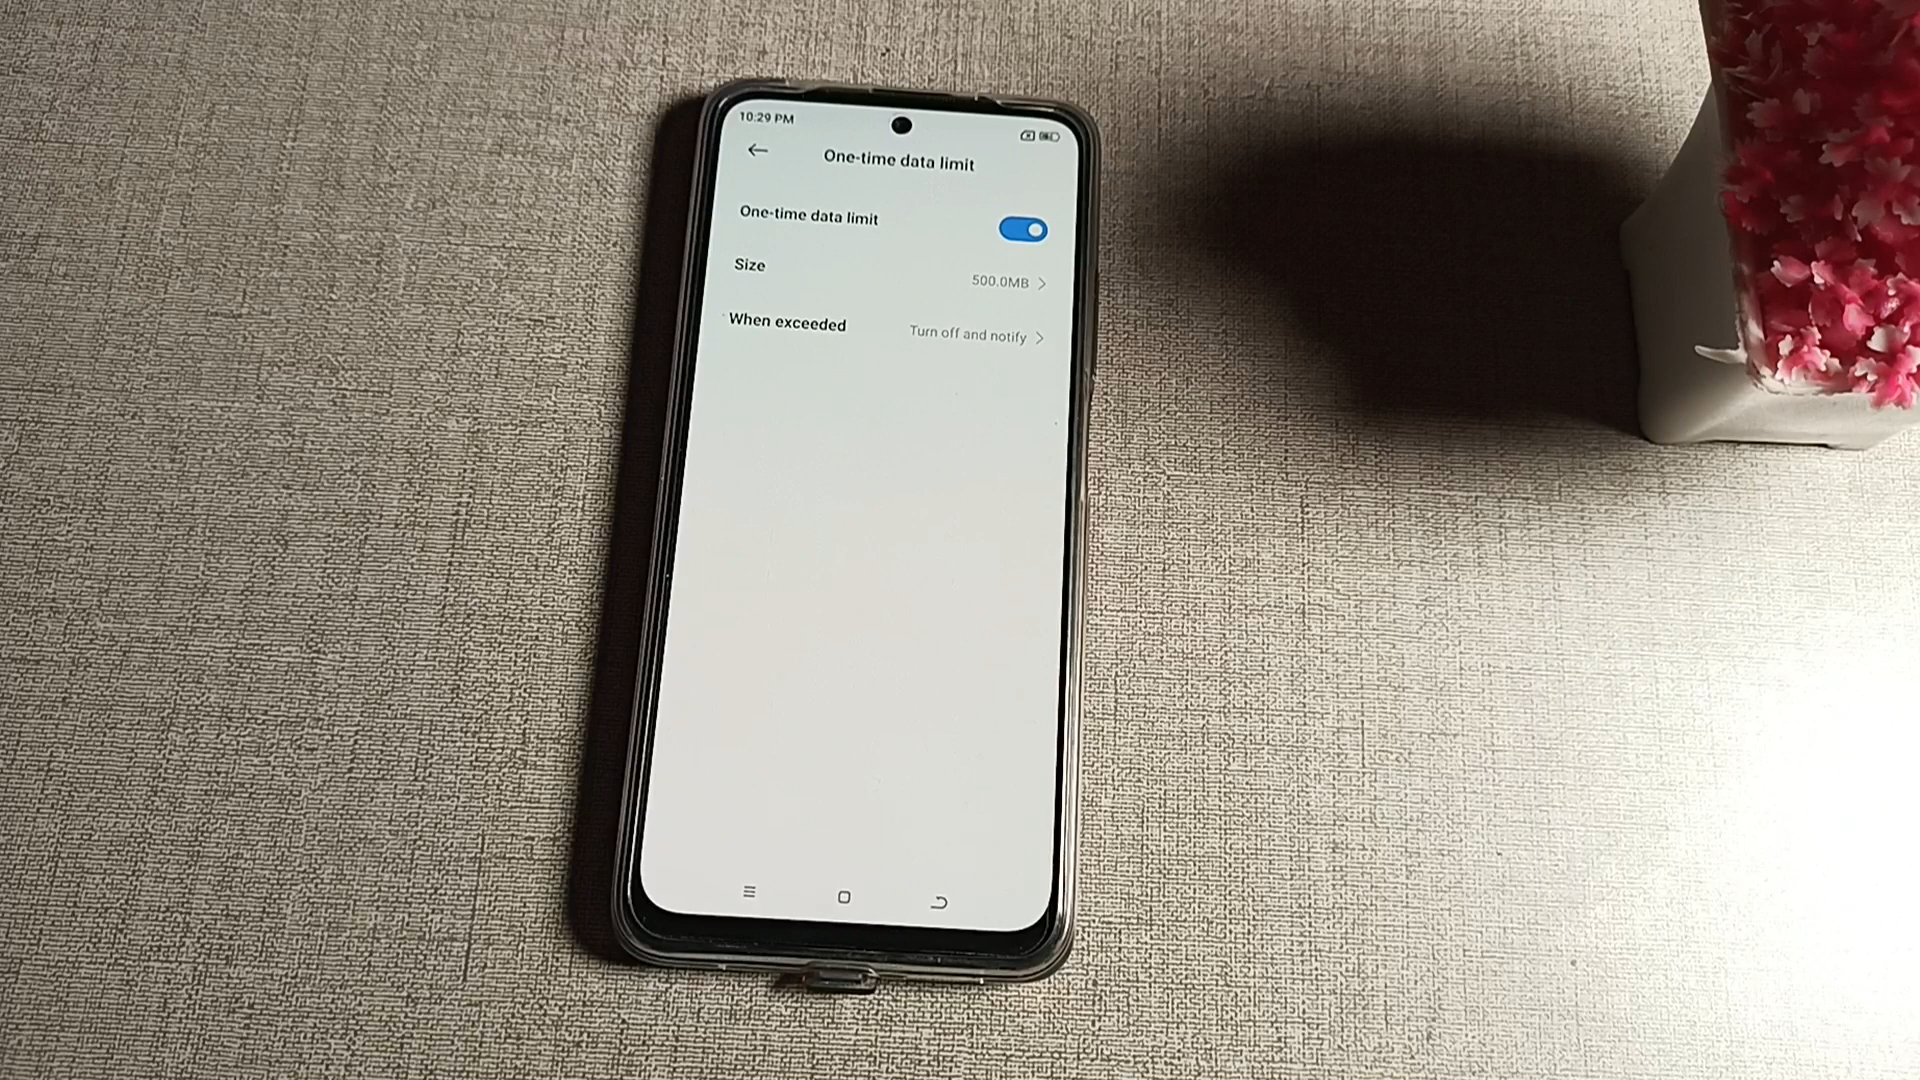 10:29 PM
One-time data limit
One-time data limit
Size
500.0MB
When exceeded
Turn off and notify